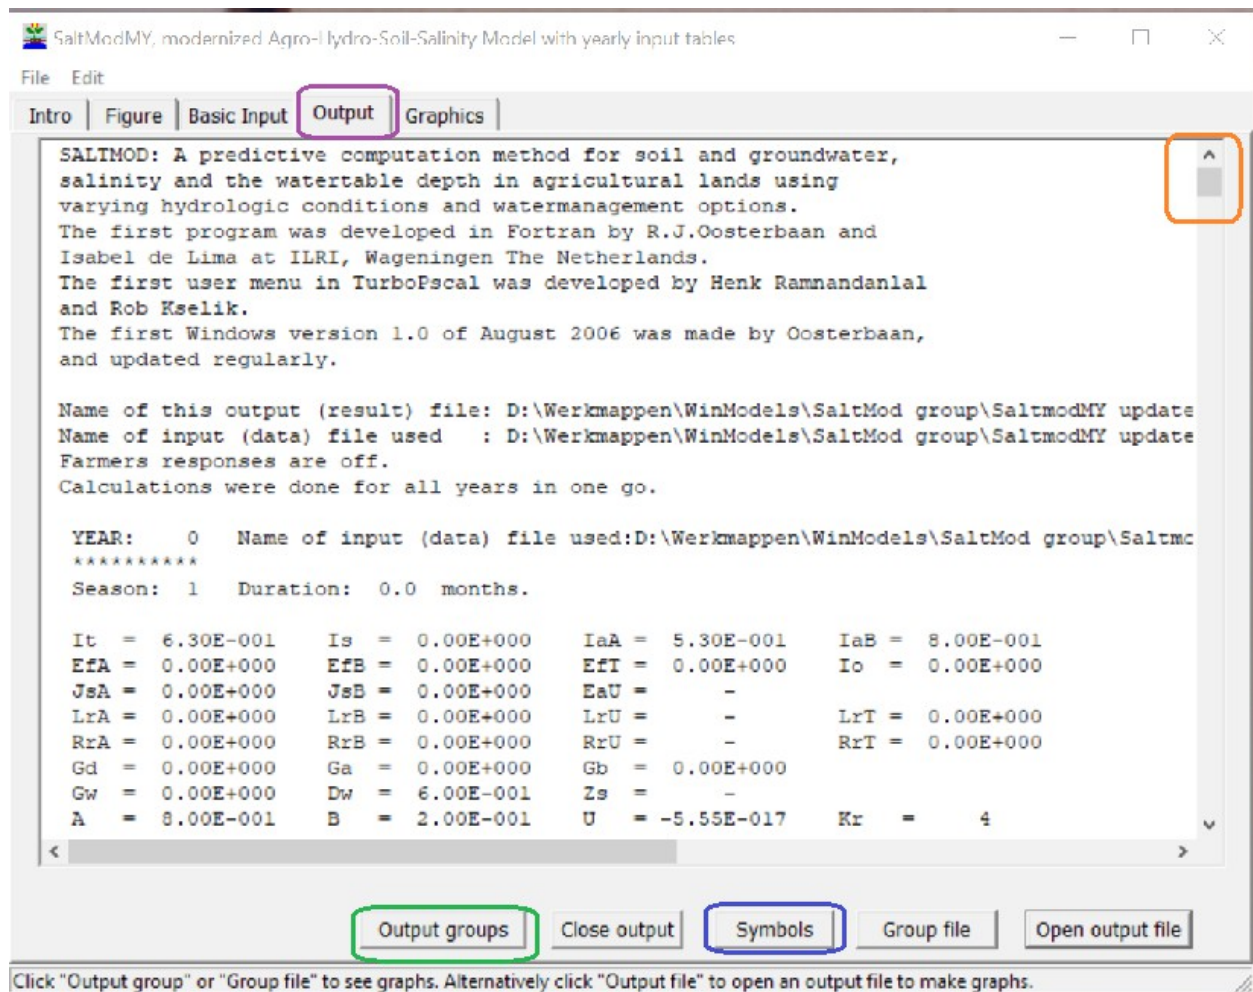 SaltModMY, modernized Agro-Hydro-Soil-Salinity Model with yearly input tables
File Edit
Intro Figure Basic Input Output Graphics
SALTMOD: A predictive computation method for soil and groundwater,
salinity and the watertable depth in agricultural lands using
varying hydrologic conditions and watermanagement options.
The first program was developed in Fortran by R.J.Oosterbaan and
Isabel de Lima at ILRI, Wageningen The Netherlands.
The first user menu in TurboPscal was developed by Henk Ramnandanlal
and Rob Kselik.
The first Windows version 1.0 of August 2006 was made by Oosterbaan,
and updated regularly.
Name of this output (result) file: D:\Werkmappen\WinModels\SaltMod group\SaltmodMY update
Name of input (data) file used   : D:\Werkmappen\WinModels\SaltMod group\SaltmodMY update
Farmers responses are off.
Calculations were done for all years in one go.
YEAR:    0   Name of input (data) file used:D:\Werkmappen\WinModels\SaltMod group\Saltmo
**********
Season:  1   Duration:  0.0  months.
It  =  6.30E-001    Is  =  0.00E+000    IaA =  5.30E-001    IaB =  8.00E-001
EfA =  0.00E+000    EfB =  0.00E+000    EfT =  0.00E+000    Io  =  0.00E+000
JsA =  0.00E+000    JsB =  0.00E+000    EaU =      -
LrA =  0.00E+000    LrB =  0.00E+000    LrU =      -        LrT =  0.00E+000
RrA =  0.00E+000    RrB =  0.00E+000    RrU =      -        RrT =  0.00E+000
Gd  =  0.00E+000    Ga  =  0.00E+000    Gb  =  0.00E+000
Gw  =  0.00E+000    Dw  =  6.00E-001    Zs  =      -
A   =  8.00E-001    B   =  2.00E-001    U   = -5.55E-017    Kr   =     4
Output groups Close output Symbols Group file Open output file
Click "Output group" or "Group file" to see graphs. Alternatively click "Output file" to open an output file to make graphs.